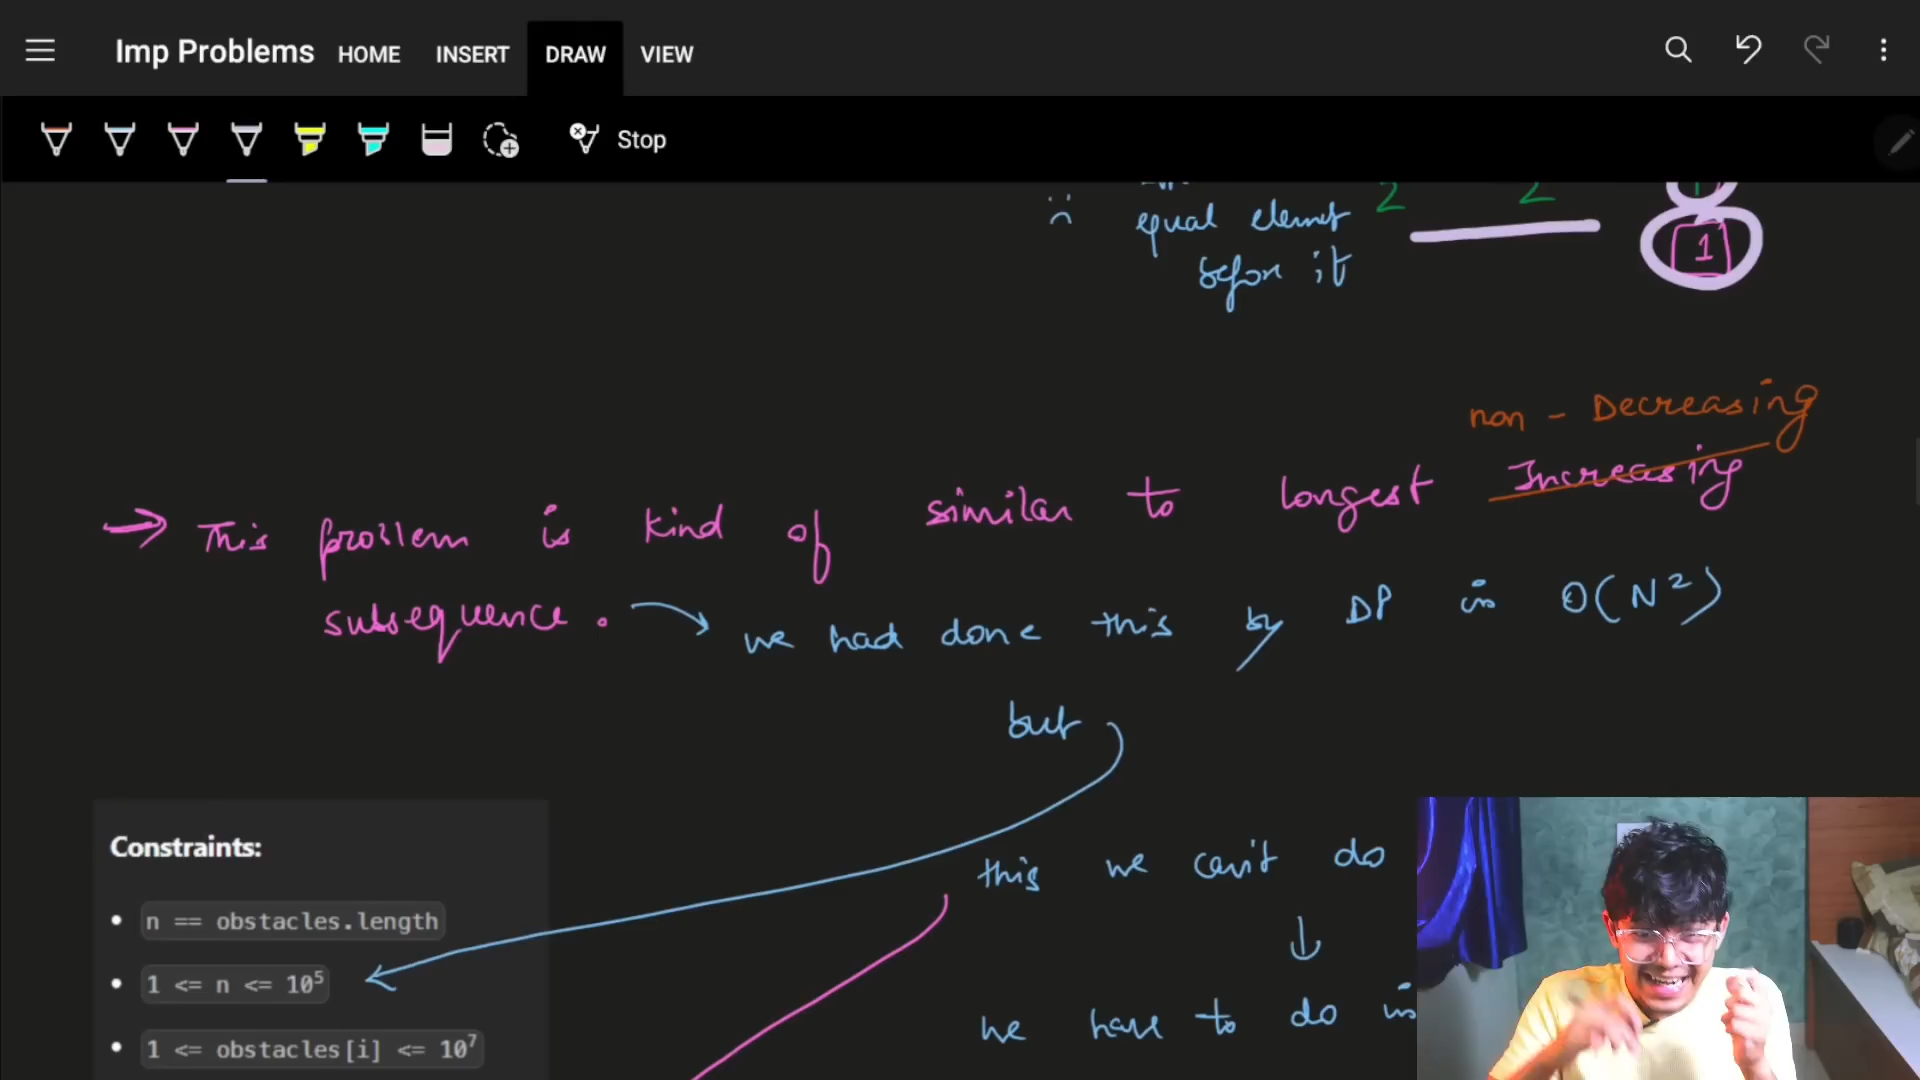 Imp Problems HOME INSERT DRAW VIEW
Stop
equal element 2 2
before it 1
non - Decreasing
→ This problem is kind of similar to longest Increasing
subsequence. we had done this by DP in O(N²)
but
Constraints:
this we can't do
• n == obstacles.length
• 1 <= n <= 10⁵
we have to do in
• 1 <= obstacles[i] <= 10⁷